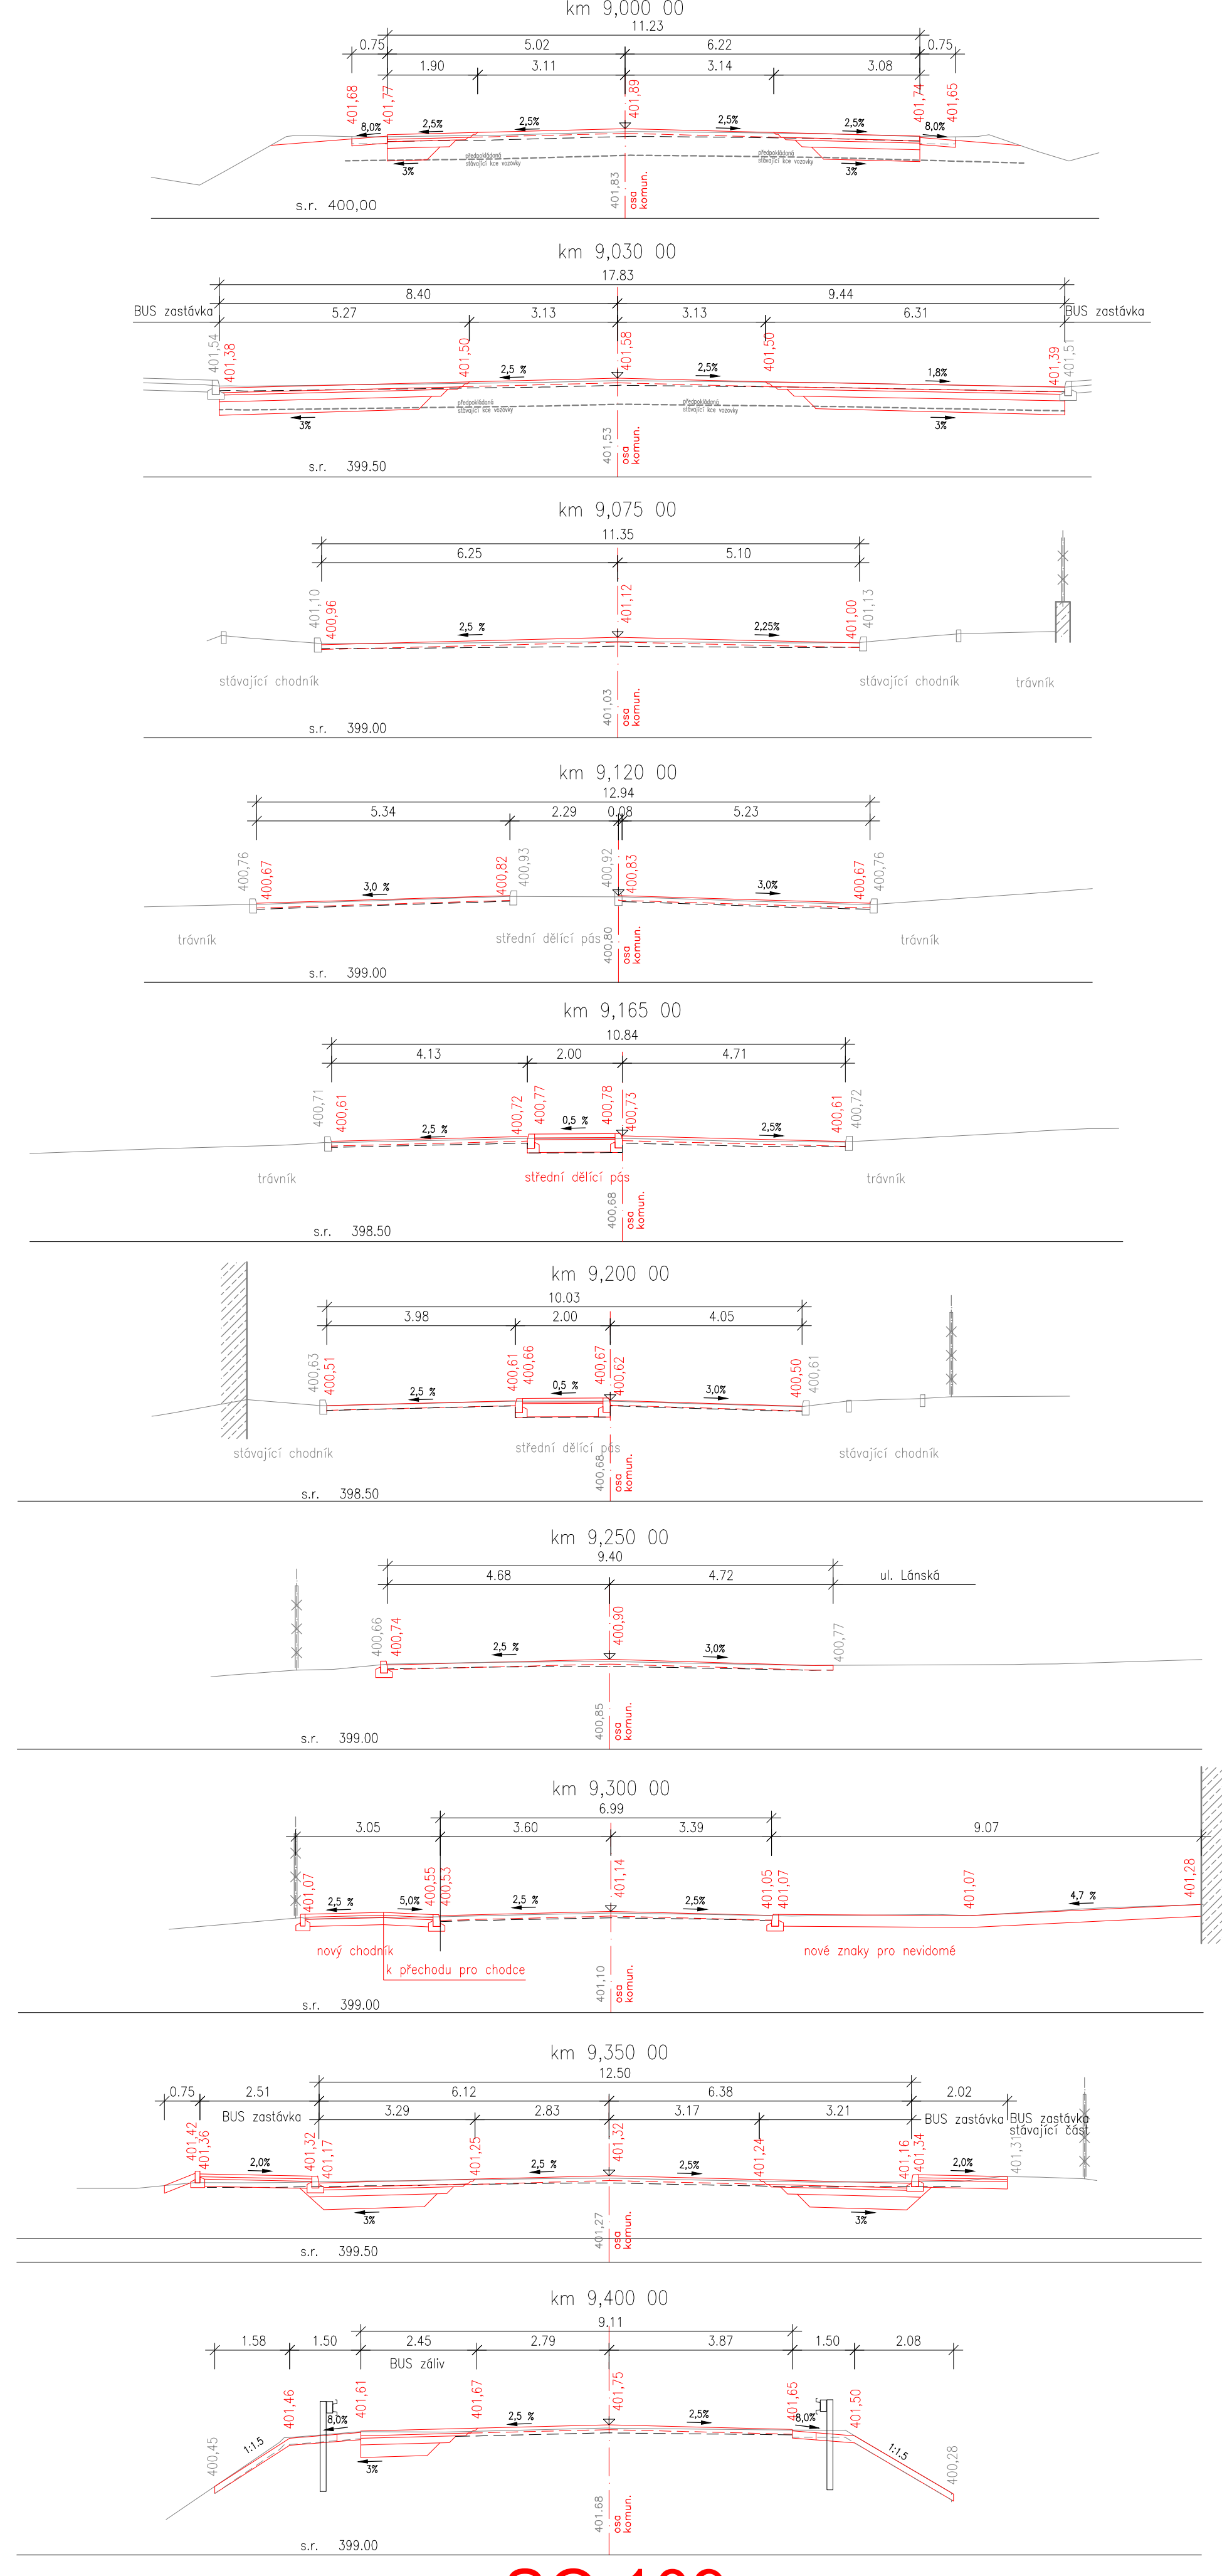 km 9,000 00
11.23
0.75 5.02 6.22 0.75
1.90 3.11 3.14 3.08
401,68 401,77 401,89 401,74 401,65
8,0% 2,5% 2,5% 2,5% 2,5% 8,0%
předpokládaná stávající kce vozovky
předpokládaná stávající kce vozovky
3% 3%
401,83 osa komun.
s.r. 400,00
km 9,030 00
17.83
8.40 9.44
BUS zastávka 5.27 3.13 3.13 6.31 BUS zastávka
401,54 401,38 401,50 401,58 401,50 401,39 401,51
2,5 % 2,5% 1,8%
předpokládaná stávající kce vozovky
předpokládaná stávající kce vozovky
3% 3%
401,53 osa komun.
s.r. 399.50
km 9,075 00
11.35
6.25 5.10
401,10 400,96 401,12 401,00 401,13
2,5 % 2,25%
stávající chodník stávající chodník trávník
401,03 osa komun.
s.r. 399.00
km 9,120 00
12.94
5.34 2.29 0.08 5.23
400,76 400,67 400,82 400,93 400,92 400,83 400,67 400,76
3,0 % 3,0%
trávník střední dělící pás trávník
400,80 osa komun.
s.r. 399.00
km 9,165 00
10.84
4.13 2.00 4.71
400,71 400,61 400,72 400,77 400,78 400,73 400,61 400,72
2,5 % 0,5 % 2,5%
trávník střední dělící pás trávník
400,68 osa komun.
s.r. 398.50
km 9,200 00
10.03
3.98 2.00 4.05
400,63 400,51 400,61 400,66 400,67 400,62 400,50 400,61
2,5 % 0,5 % 3,0%
stávající chodník střední dělící pás stávající chodník
400,68 osa komun.
s.r. 398.50
km 9,250 00
9.40
4.68 4.72 ul. Lánská
400,66 400,74 400,90 400,77
2,5 % 3,0%
400,85 osa komun.
s.r. 399.00
km 9,300 00
6.99
3.05 3.60 3.39 9.07
401,07 400,55 400,53 401,14 401,05 401,07 401,07 401,28
2,5 % 5,0% 2,5 % 2,5% 4,7 %
nový chodník nové znaky pro nevidomé
k přechodu pro chodce
401,10 osa komun.
s.r. 399.00
km 9,350 00
12.50
0.75 2.51 6.12 6.38 2.02
BUS zastávka 3.29 2.83 3.17 3.21 BUS zastávka BUS zastávka
stávající část
401,42 401,36 401,32 401,17 401,25 401,32 401,24 401,16 401,34 401,31
2,0% 2,5 % 2,5% 2,0%
3% 3%
401,27 osa komun.
s.r. 399.50
km 9,400 00
9.11
1.58 1.50 2.45 2.79 3.87 1.50 2.08
BUS záliv
400,45 401,46 401,61 401,67 401,75 401,65 401,50 400,28
1:1.5 8,0% 2,5 % 2,5% 8,0% 1:1.5
3%
401.68 osa komun.
s.r. 399.00